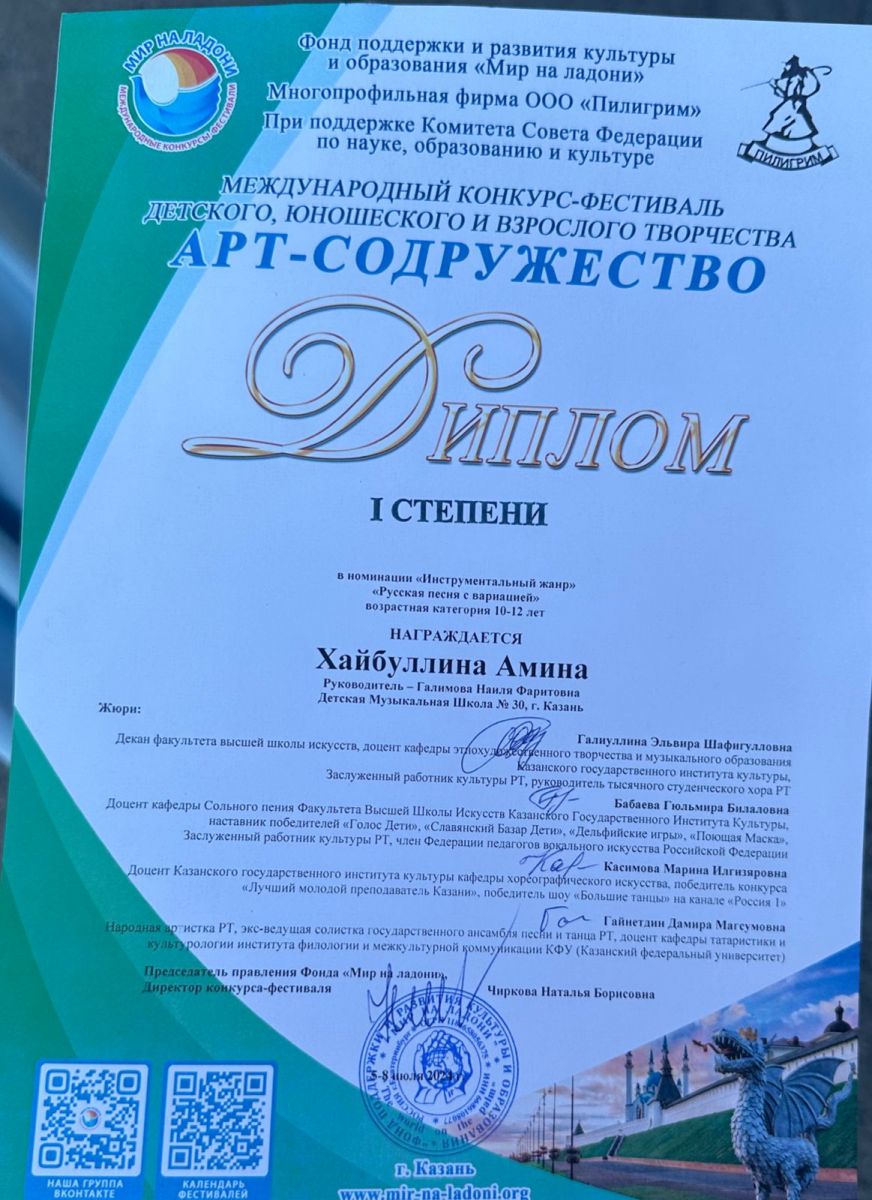 МИР НА ЛАДОНИ
МЕЖДУНАРОДНЫЕ КОНКУРСЫ ФЕСТИВАЛИ
Фонд поддержки и развития культуры
и образования «Мир на ладони»
Многопрофильная фирма ООО «Пилигрим»
При поддержке Комитета Совета Федерации
по науке, образованию и культуре
ПИЛИГРИМ
МЕЖДУНАРОДНЫЙ КОНКУРС-ФЕСТИВАЛЬ
ДЕТСКОГО, ЮНОШЕСКОГО И ВЗРОСЛОГО ТВОРЧЕСТВА
АРТ-СОДРУЖЕСТВО
Диплом
I СТЕПЕНИ
в номинации «Инструментальный жанр»
«Русская песня с вариацией»
возрастная категория 10-12 лет
НАГРАЖДАЕТСЯ
Хайбуллина Амина
Руководитель – Галимова Наиля Фаритовна
Детская Музыкальная Школа № 30, г. Казань
Жюри:
Галиуллина Эльвира Шафигулловна
Декан факультета высшей школы искусств, доцент кафедры этнохудожественного творчества и музыкального образования
Казанского государственного института культуры,
Заслуженный работник культуры РТ, руководитель тысячного студенческого хора РТ
Бабаева Гюльмира Билаловна
Доцент кафедры Сольного пения Факультета Высшей Школы Искусств Казанского Государственного Института Культуры,
наставник победителей «Голос Дети», «Славянский Базар Дети», «Дельфийские игры», «Поющая Маска»,
Заслуженный работник культуры РТ, член Федерации педагогов вокального искусства Российской Федерации
Касимова Марина Илгизяровна
Доцент Казанского государственного института культуры кафедры хореографического искусства, победитель конкурса
«Лучший молодой преподаватель Казани», победитель шоу «Большие танцы» на канале «Россия 1»
Гайнетдин Дамира Магсумовна
Народная артистка РТ, экс-ведущая солистка государственного ансамбля песни и танца РТ, доцент кафедры татаристики и
культурологии института филологии и межкультурной коммуникации КФУ (Казанский федеральный университет)
Председатель правления Фонда «Мир на ладони»,
Директор конкурса-фестиваля
Чиркова Наталья Борисовна
5-8 июля
НАША ГРУППА
ВКОНТАКТЕ
КАЛЕНДАРЬ
ФЕСТИВАЛЕЙ
г. Казань
www.mir-na-ladoni.org